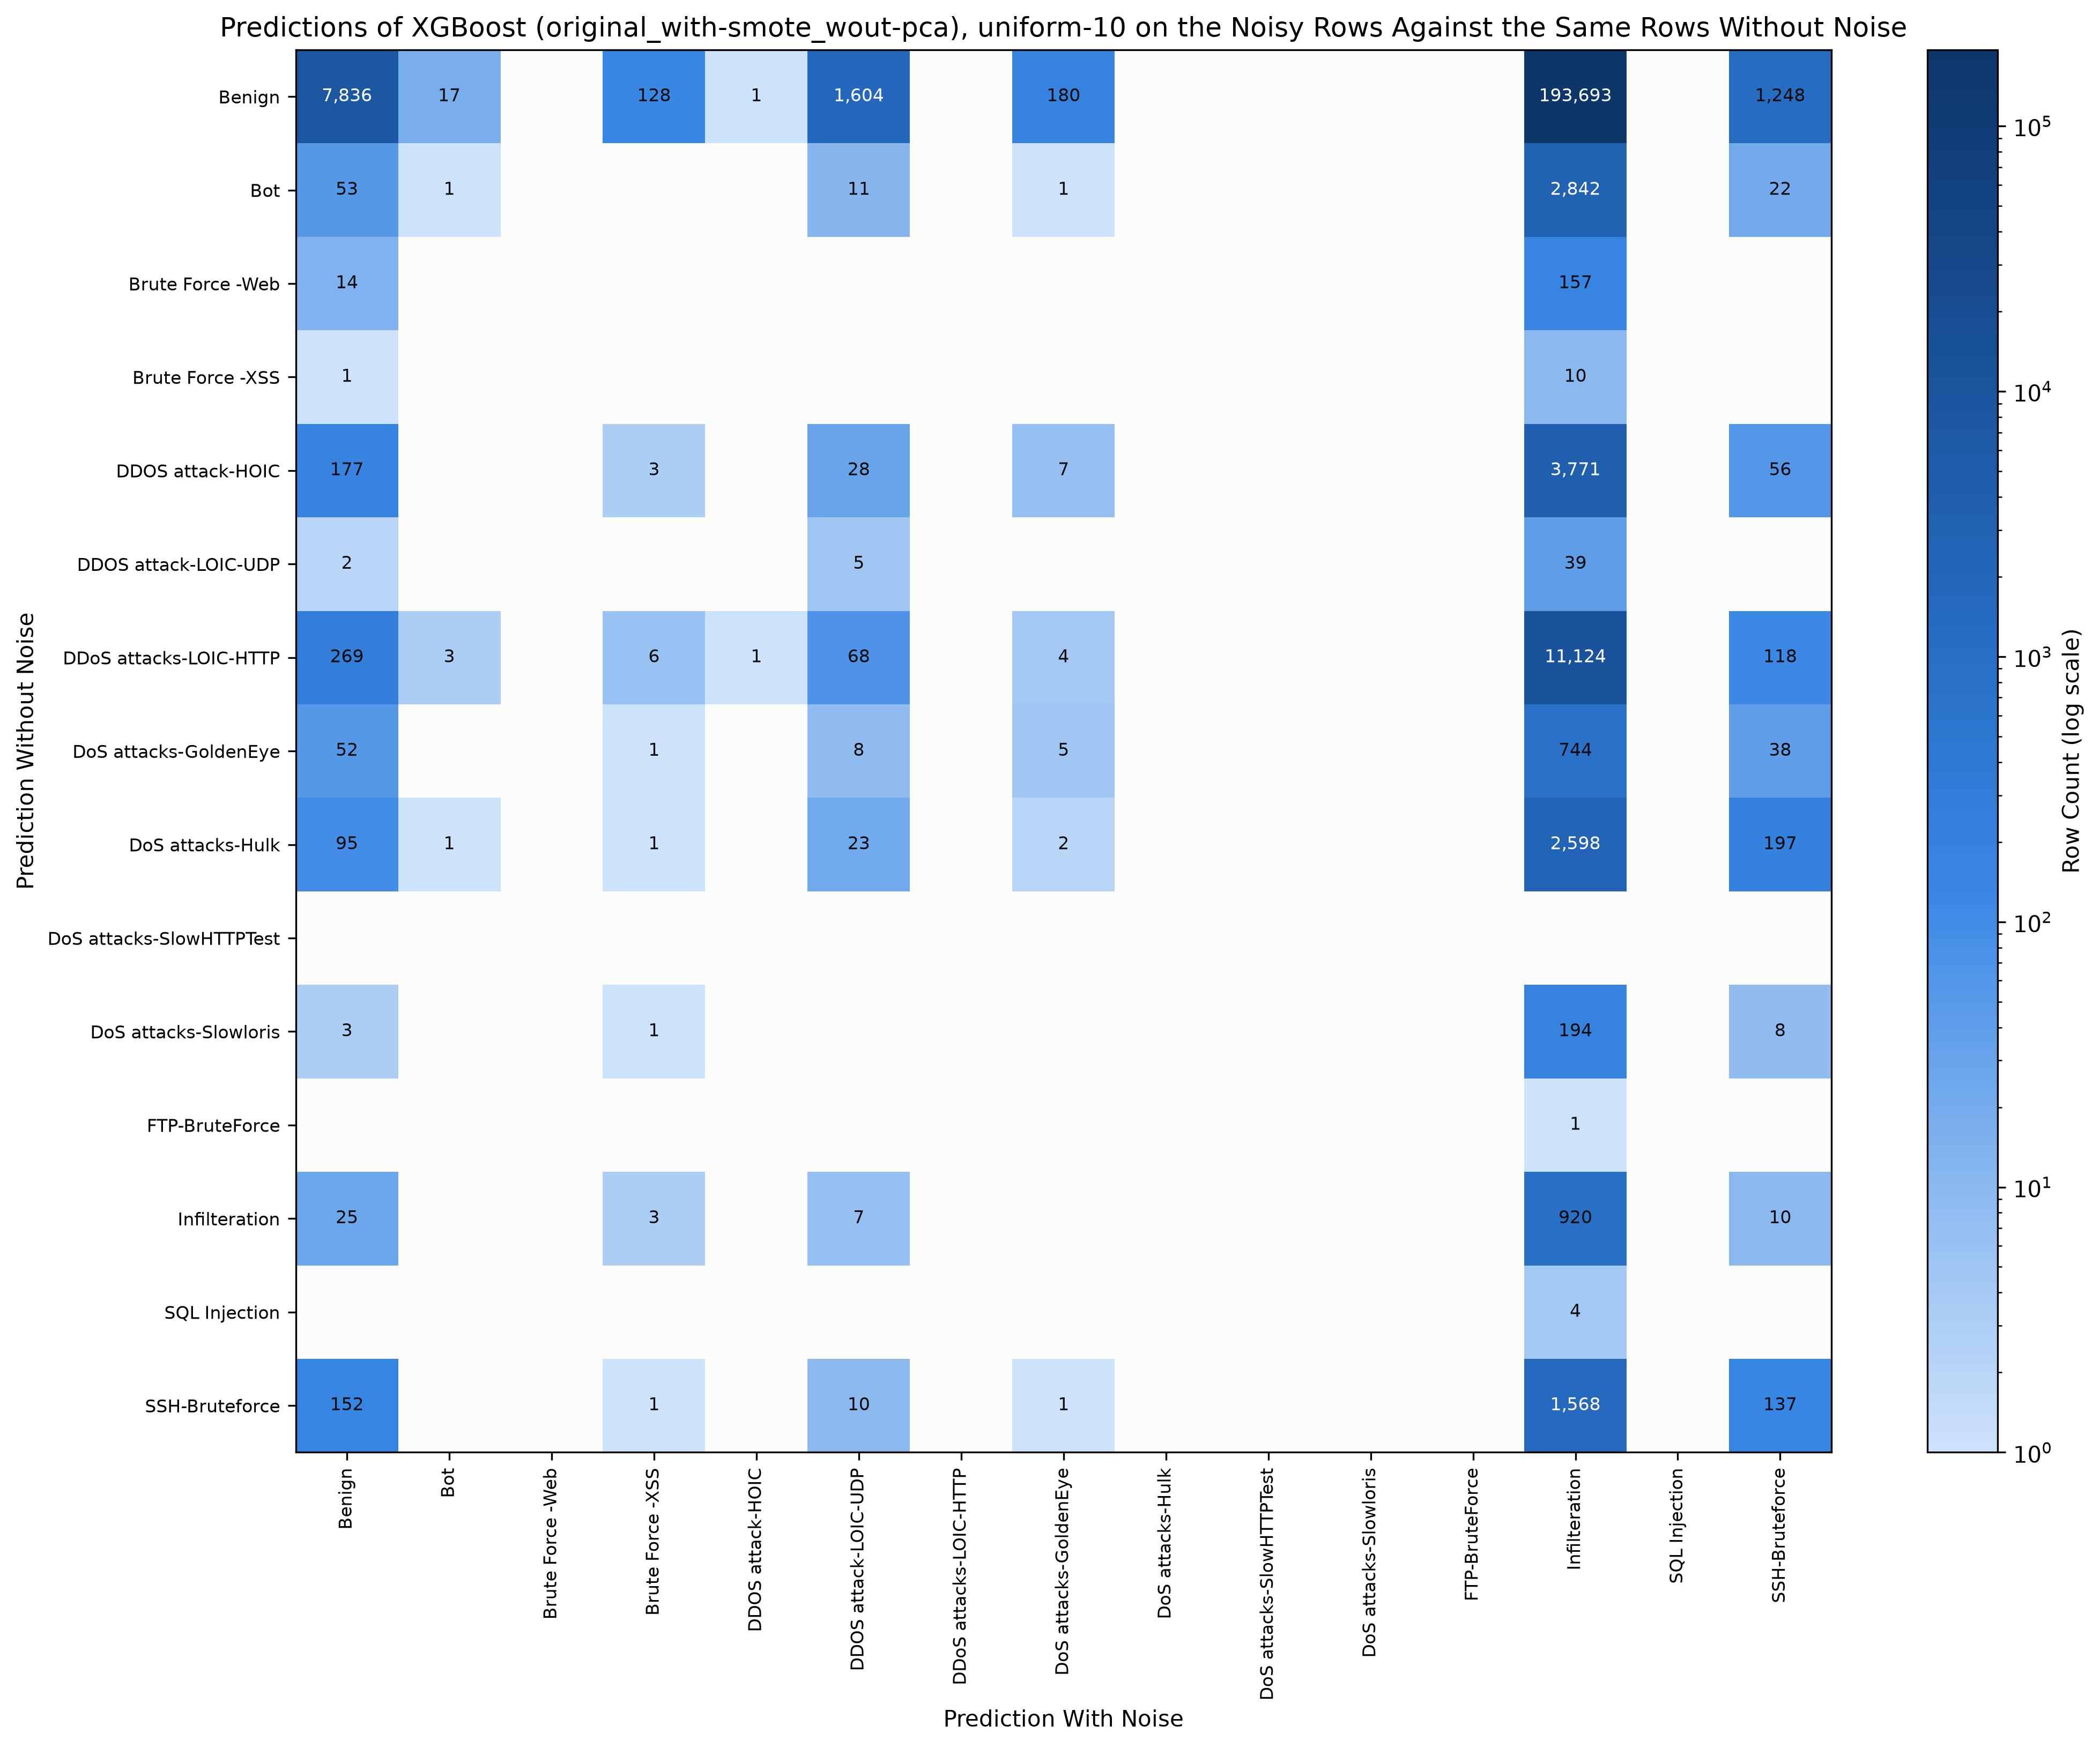 Predictions of XGBoost (original_with-smote_wout-pca), uniform-10 on the Noisy Rows Against the Same Rows Without Noise
Prediction Without Noise
Benign 7,836 17 128 1 1,604 180 193,693 1,248
Bot 53 1 11 1 2,842 22
Brute Force -Web 14 157
Brute Force -XSS 1 10
DDOS attack-HOIC 177 3 28 7 3,771 56
DDOS attack-LOIC-UDP 2 5 39
DDoS attacks-LOIC-HTTP 269 3 6 1 68 4 11,124 118
DoS attacks-GoldenEye 52 1 8 5 744 38
DoS attacks-Hulk 95 1 1 23 2 2,598 197
DoS attacks-SlowHTTPTest
DoS attacks-Slowloris 3 1 194 8
FTP-BruteForce 1
Infilteration 25 3 7 920 10
SQL Injection 4
SSH-Bruteforce 152 1 10 1 1,568 137
Benign
Bot
Brute Force -Web
Brute Force -XSS
DDOS attack-HOIC
DDOS attack-LOIC-UDP
DDoS attacks-LOIC-HTTP
DoS attacks-GoldenEye
DoS attacks-Hulk
DoS attacks-SlowHTTPTest
DoS attacks-Slowloris
FTP-BruteForce
Infilteration
SQL Injection
SSH-Bruteforce
Prediction With Noise
10⁵
10⁴
10³
10²
10¹
10⁰
Row Count (log scale)